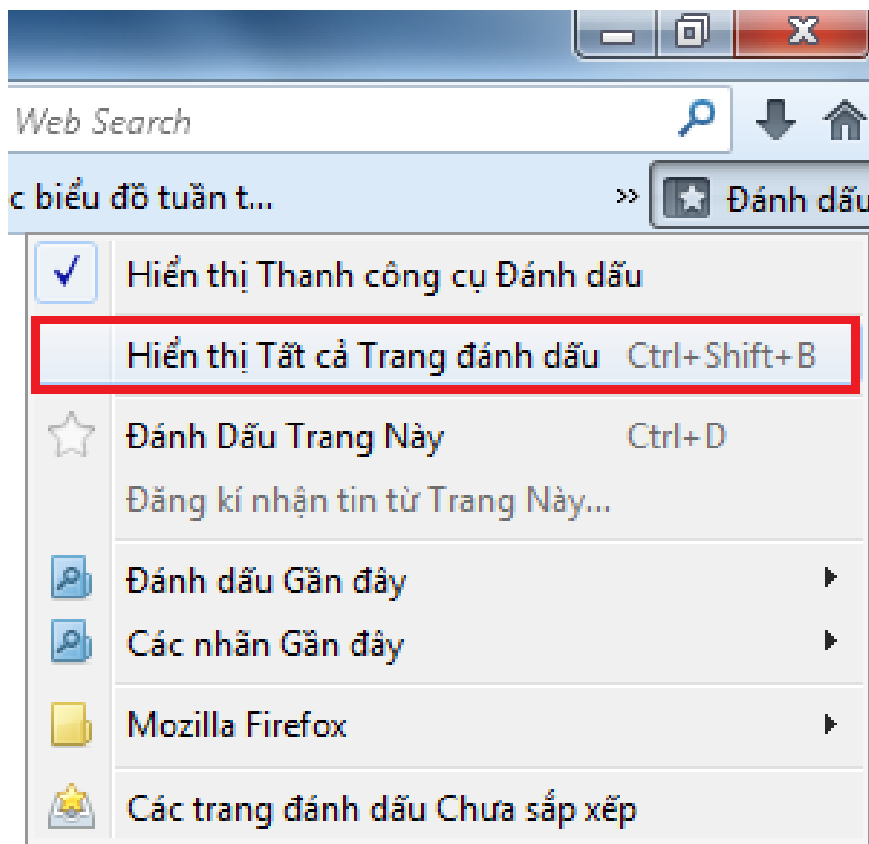 Web Search
c biểu đồ tuần t...
Đánh dấu
Hiển thị Thanh công cụ Đánh dấu
Hiển thị Tất cả Trang đánh dấu Ctrl+Shift+B
Đánh Dấu Trang Này Ctrl+D
Đăng kí nhận tin từ Trang Này...
Đánh dấu Gần đây
Các nhãn Gần đây
Mozilla Firefox
Các trang đánh dấu Chưa sắp xếp